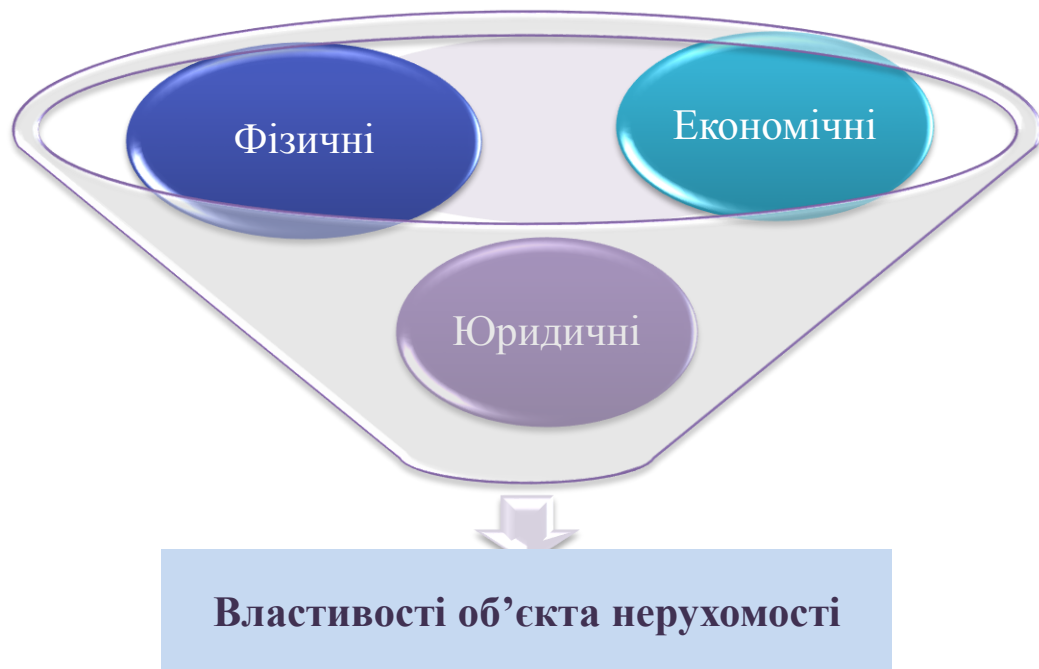 Фізичні
Економічні
Юридичні
Властивості об’єкта нерухомості